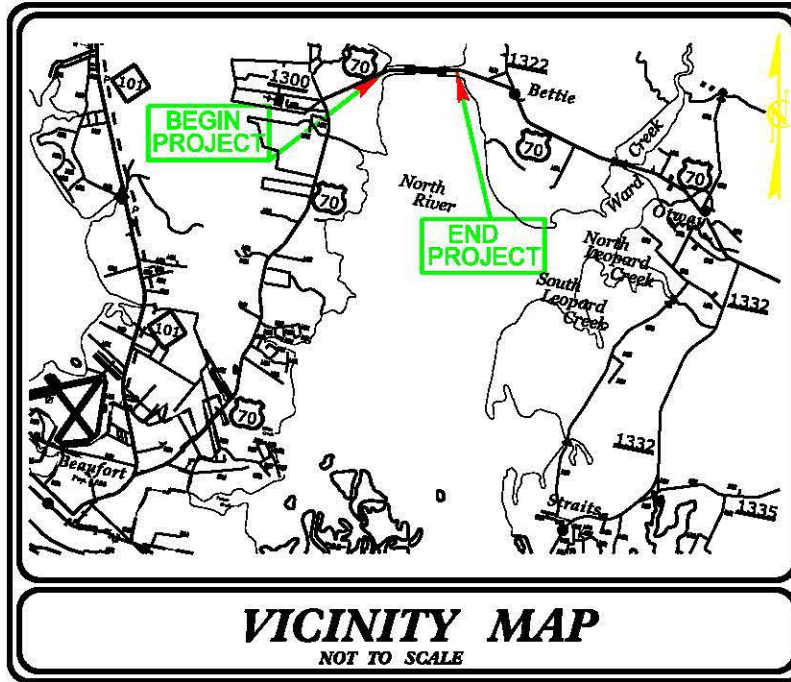 101
1300
70
1322
BEGIN
PROJECT
Bettie
70
Creek
70
Ward
North
River
70
Otway
END
PROJECT
North
Leopard
Creek
South
Leopard
Creek
1332
101
70
1332
Beaufort
Straits
1335
VICINITY MAP
NOT TO SCALE